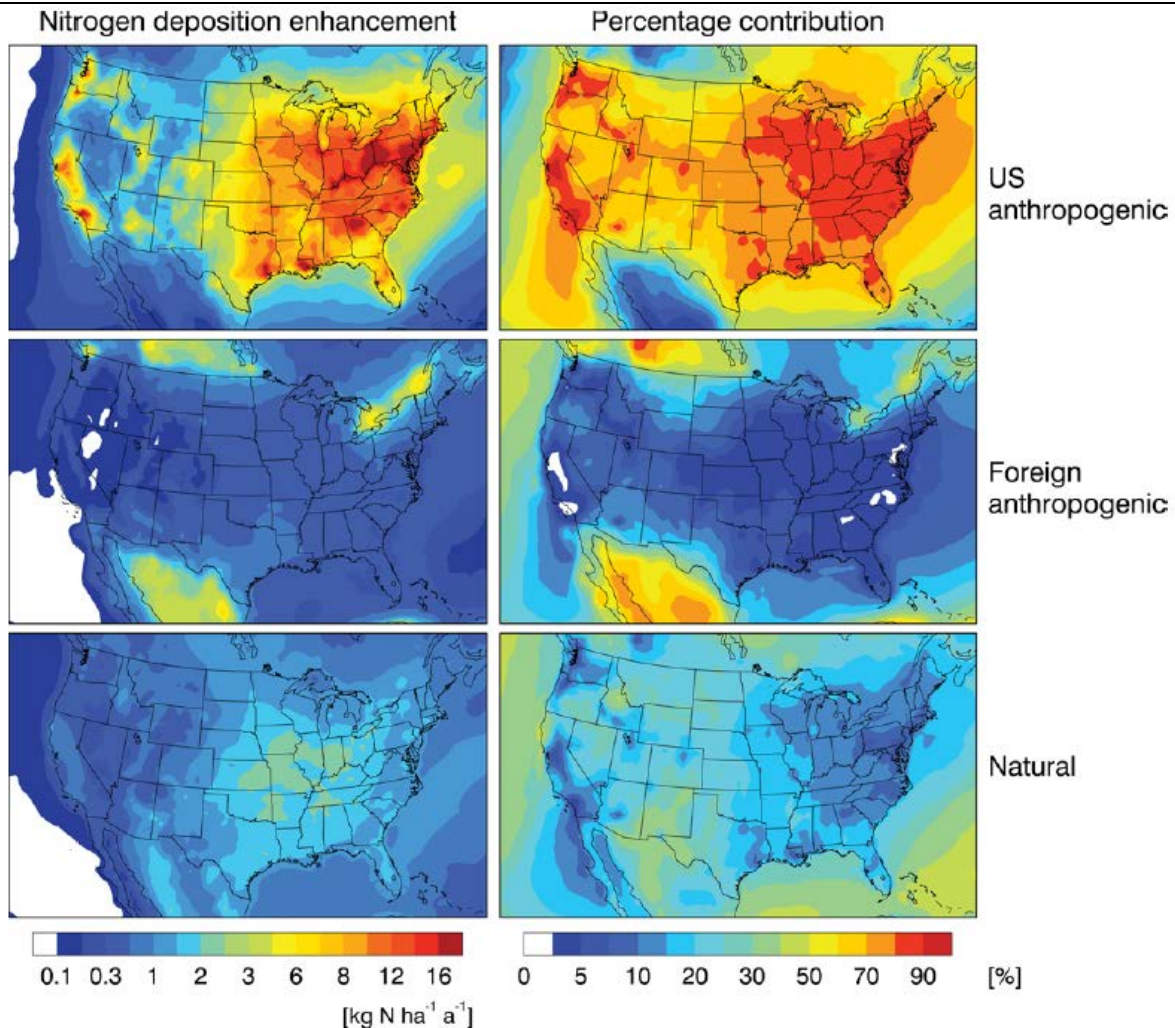 Nitrogen deposition enhancement
Percentage contribution
US
anthropogenic
Foreign
anthropogenic
Natural
0.1 0.3 1 2 3 6 8 12 16
[kg N ha⁻¹ a⁻¹]
0 5 10 20 30 50 70 90 [%]